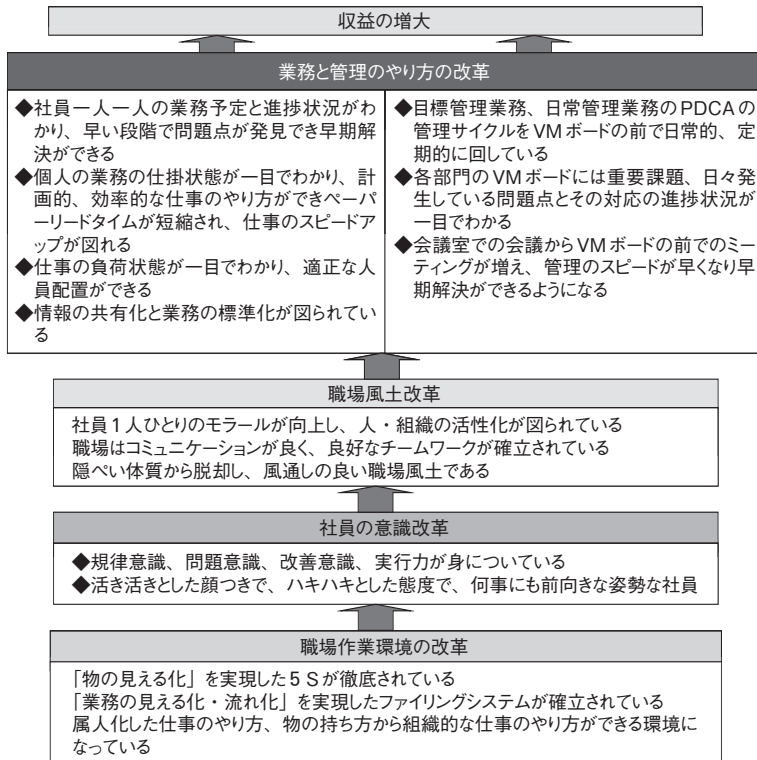 収益の増大
業務と管理のやり方の改革
◆社員一人一人の業務予定と進捗状況がわ
かり、早い段階で問題点が発見でき早期解
決ができる
◆個人の業務の仕掛状態が一目でわかり、計
画的、効率的な仕事のやり方ができペーパ
ーリードタイムが短縮され、仕事のスピードア
ップが図れる
◆仕事の負荷状態が一目でわかり、適正な人
員配置ができる
◆情報の共有化と業務の標準化が図られてい
る
◆目標管理業務、日常管理業務のPDCAの
管理サイクルをVMボードの前で日常的、定
期的に回している
◆各部門のVMボードには重要課題、日々発
生している問題点とその対応の進捗状況が
一目でわかる
◆会議室での会議からVMボードの前でのミー
ティングが増え、管理のスピードが早くなり早
期解決ができるようになる
職場風土改革
社員1人ひとりのモラールが向上し、人・組織の活性化が図られている
職場はコミュニケーションが良く、良好なチームワークが確立されている
隠ぺい体質から脱却し、風通しの良い職場風土である
社員の意識改革
◆規律意識、問題意識、改善意識、実行力が身についている
◆活き活きとした顔つきで、ハキハキとした態度で、何事にも前向きな姿勢な社員
職場作業環境の改革
「物の見える化」を実現した5Sが徹底されている
「業務の見える化・流れ化」を実現したファイリングシステムが確立されている
属人化した仕事のやり方、物の持ち方から組織的な仕事のやり方ができる環境に
なっている